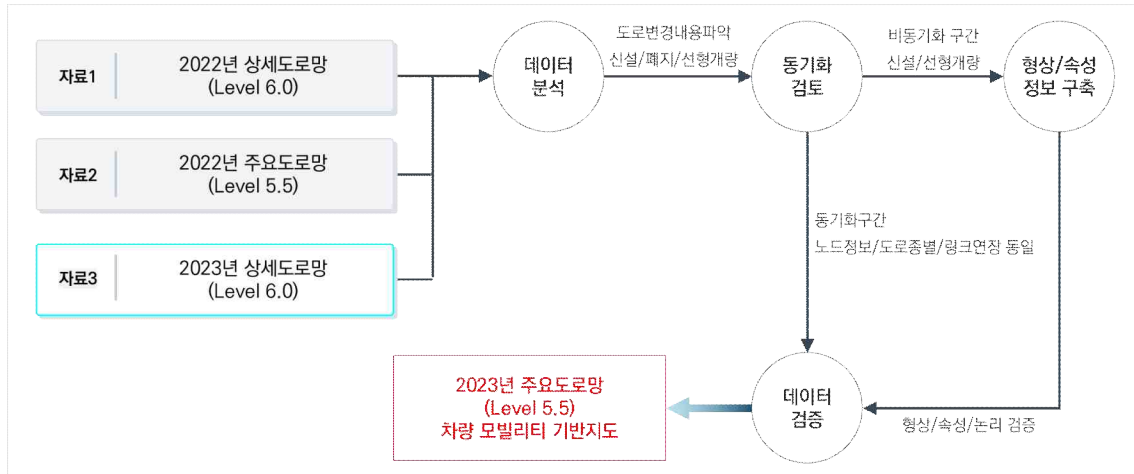 자료1
2022년 상세도로망
(Level 6.0)
자료2
2022년 주요도로망
(Level 5.5)
자료3
2023년 상세도로망
(Level 6.0)
데이터
분석
도로변경내용파악
신설/폐지/선형개량
동기화
검토
비동기화 구간
신설/선형개량
형상/속성
정보 구축
동기화구간
노드정보/도로종별/링크연장 동일
데이터
검증
형상/속성/논리 검증
2023년 주요도로망
(Level 5.5)
차량 모빌리티 기반지도